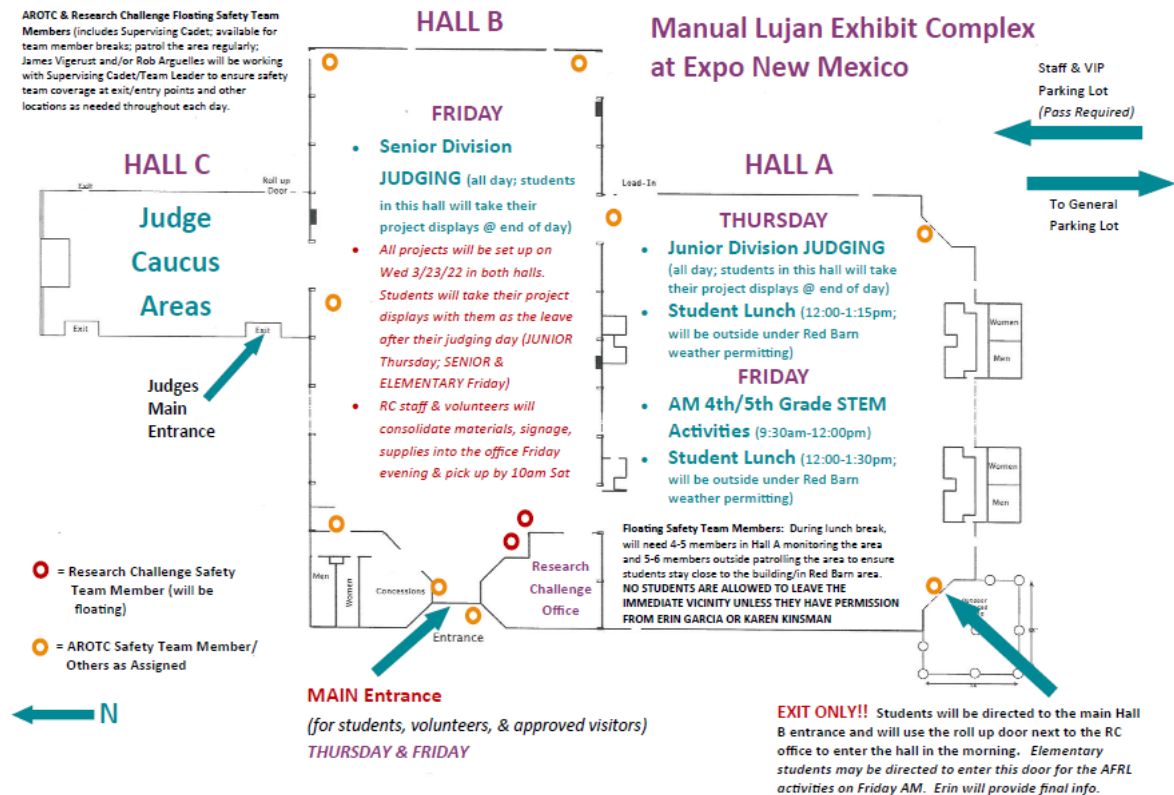 AROTC & Research Challenge Floating Safety Team
Members (includes Supervising Cadet; available for
team member breaks; patrol the area regularly;
James Vigerust and/or Rob Arguelles will be working
with Supervising Cadet/Team Leader to ensure safety
team coverage at exit/entry points and other
locations as needed throughout each day.
HALL B
Manual Lujan Exhibit Complex
at Expo New Mexico
Staff & VIP
Parking Lot
(Pass Required)
To General
Parking Lot
HALL C
Exit
Roll up
Door
Judge
Caucus
Areas
Exit
Exit
Judges
Main
Entrance
FRIDAY
• Senior Division
JUDGING (all day; students
in this hall will take their
project displays @ end of day)
• All projects will be set up on
Wed 3/23/22 in both halls.
Students will take their project
displays with them as the leave
after their judging day (JUNIOR
Thursday; SENIOR &
ELEMENTARY Friday)
• RC staff & volunteers will
consolidate materials, signage,
supplies into the office Friday
evening & pick up by 10am Sat
HALL A
Load-In
THURSDAY
• Junior Division JUDGING
(all day; students in this hall will take
their project displays @ end of day)
• Student Lunch (12:00-1:15pm;
will be outside under Red Barn
weather permitting)
FRIDAY
• AM 4th/5th Grade STEM
Activities (9:30am-12:00pm)
• Student Lunch (12:00-1:30pm;
will be outside under Red Barn
weather permitting)
Women
Men
Women
Men
Floating Safety Team Members: During lunch break,
will need 4-5 members in Hall A monitoring the area
and 5-6 members outside patrolling the area to ensure
students stay close to the building/in Red Barn area.
NO STUDENTS ARE ALLOWED TO LEAVE THE
IMMEDIATE VICINITY UNLESS THEY HAVE PERMISSION
FROM ERIN GARCIA OR KAREN KINSMAN
Men
Women
Concessions
Research
Challenge
Office
Entrance
= Research Challenge Safety
Team Member (will be
floating)
= AROTC Safety Team Member/
Others as Assigned
N
MAIN Entrance
(for students, volunteers, & approved visitors)
THURSDAY & FRIDAY
EXIT ONLY!! Students will be directed to the main Hall
B entrance and will use the roll up door next to the RC
office to enter the hall in the morning. Elementary
students may be directed to enter this door for the AFRL
activities on Friday AM. Erin will provide final info.